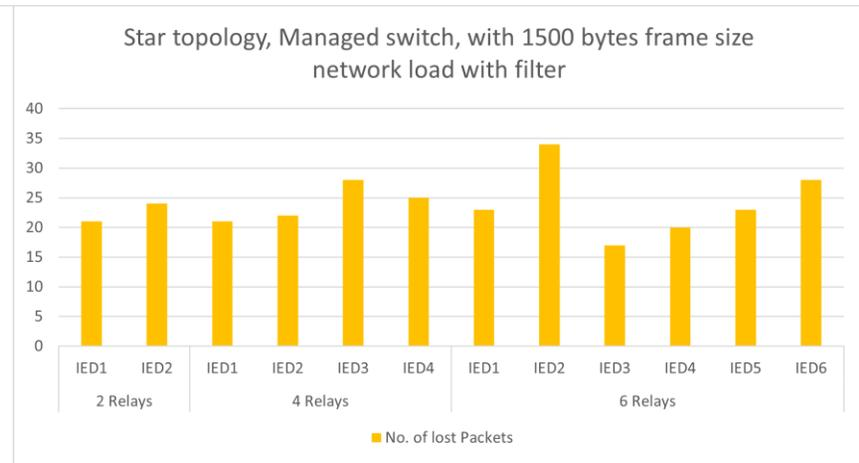 Star topology, Managed switch, with 1500 bytes frame size
network load with filter
40
35
30
25
20
15
10
5
0
IED1 IED2 IED1 IED2 IED3 IED4 IED1 IED2 IED3 IED4 IED5 IED6
2 Relays 4 Relays 6 Relays
No. of lost Packets